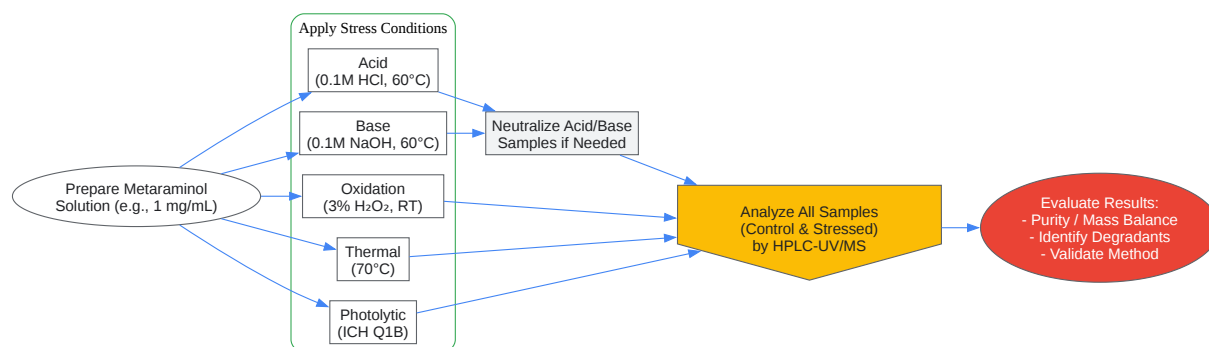 Apply Stress Conditions
Acid
(0.1M HCl, 60°C)
Base
(0.1M NaOH, 60°C)
Neutralize Acid/Base
Samples if Needed
Prepare Metaraminol
Solution (e.g., 1 mg/mL)
Oxidation
(3% H₂O₂, RT)
Thermal
(70°C)
Photolytic
(ICH Q1B)
Analyze All Samples
(Control & Stressed)
by HPLC-UV/MS
Evaluate Results:
- Purity / Mass Balance
- Identify Degradants
- Validate Method